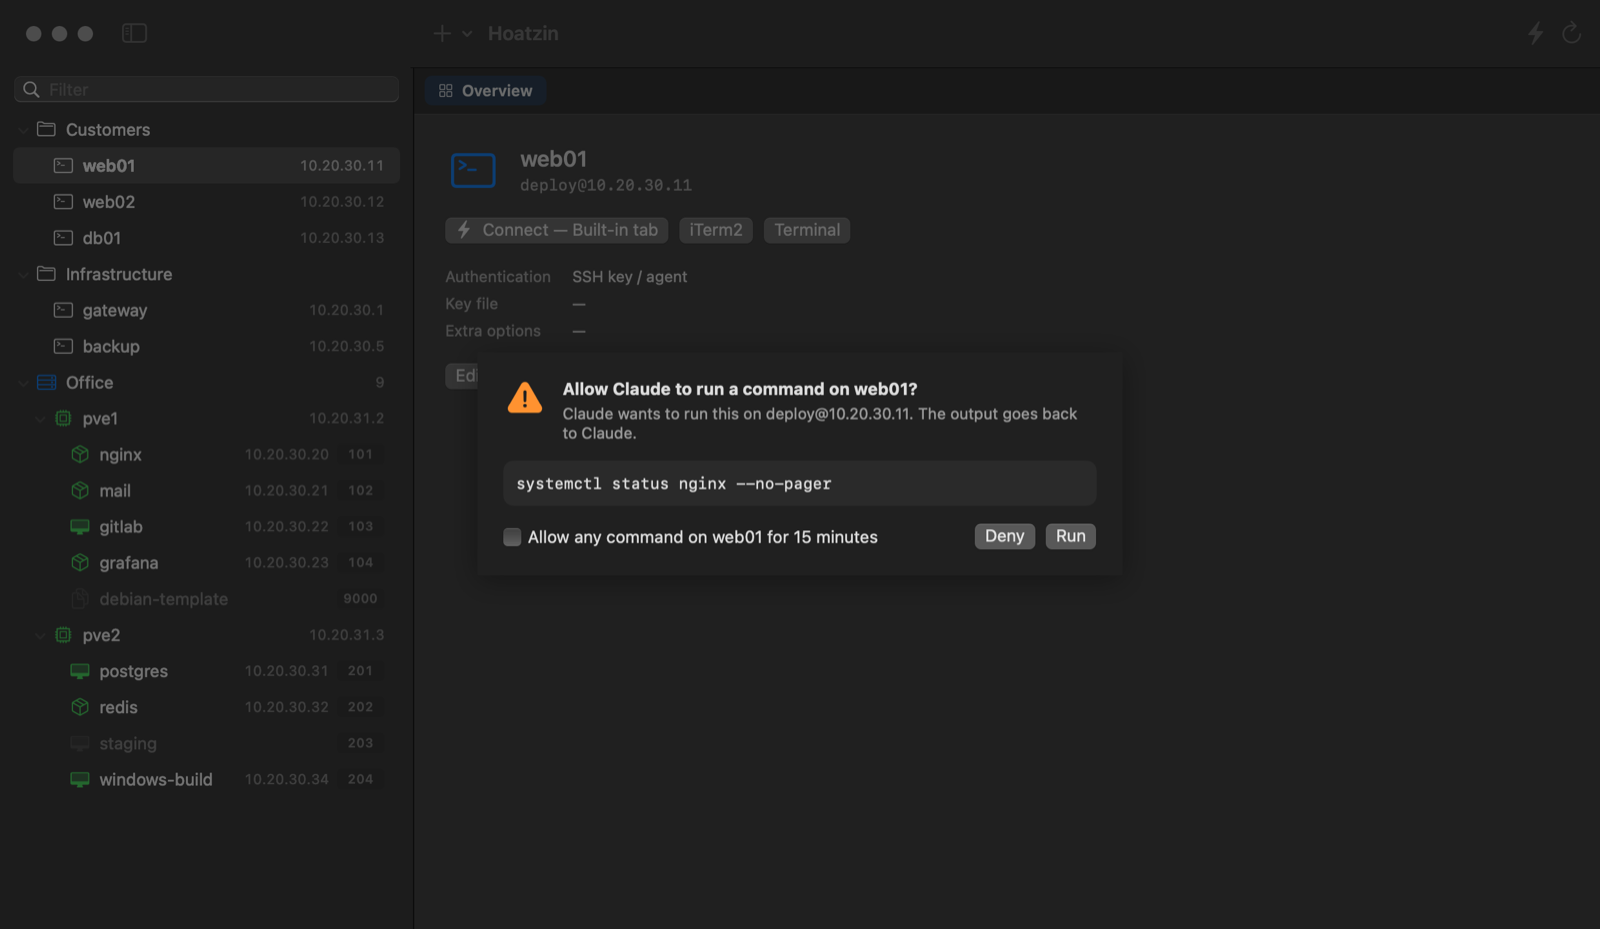 Hoatzin
Filter
Overview
Customers
web01 10.20.30.11
web02 10.20.30.12
db01 10.20.30.13
Infrastructure
gateway 10.20.30.1
backup 10.20.30.5
Office 9
pve1 10.20.31.2
nginx 10.20.30.20 101
mail 10.20.30.21 102
gitlab 10.20.30.22 103
grafana 10.20.30.23 104
debian-template 9000
pve2 10.20.31.3
postgres 10.20.30.31 201
redis 10.20.30.32 202
staging 203
windows-build 10.20.30.34 204
web01
deploy@10.20.30.11
Connect — Built-in tab iTerm2 Terminal
Authentication SSH key / agent
Key file —
Extra options —
Edi
Allow Claude to run a command on web01?
Claude wants to run this on deploy@10.20.30.11. The output goes back
to Claude.
systemctl status nginx --no-pager
Allow any command on web01 for 15 minutes Deny Run